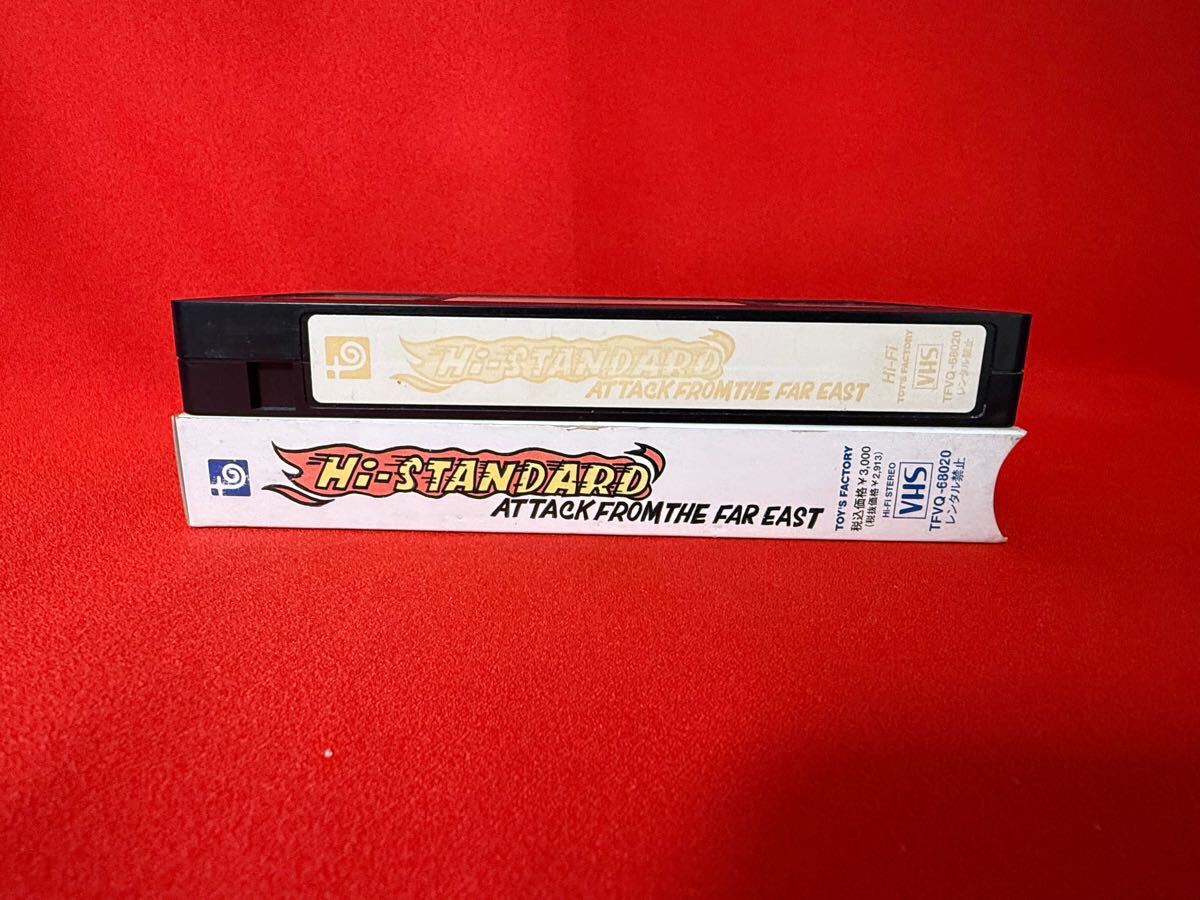 Hi-STANDARD
ATTACK FROM THE FAR EAST
Hi-Fi
TOY'S FACTORY
VHS
TFVQ-68020
レンタル禁止
Hi-STANDARD
ATTACK FROM THE FAR EAST
TOY'S FACTORY
税込価格¥3,000
(税抜価格¥2,913)
HI-FI STEREO
VHS
TFVQ-68020
レンタル禁止